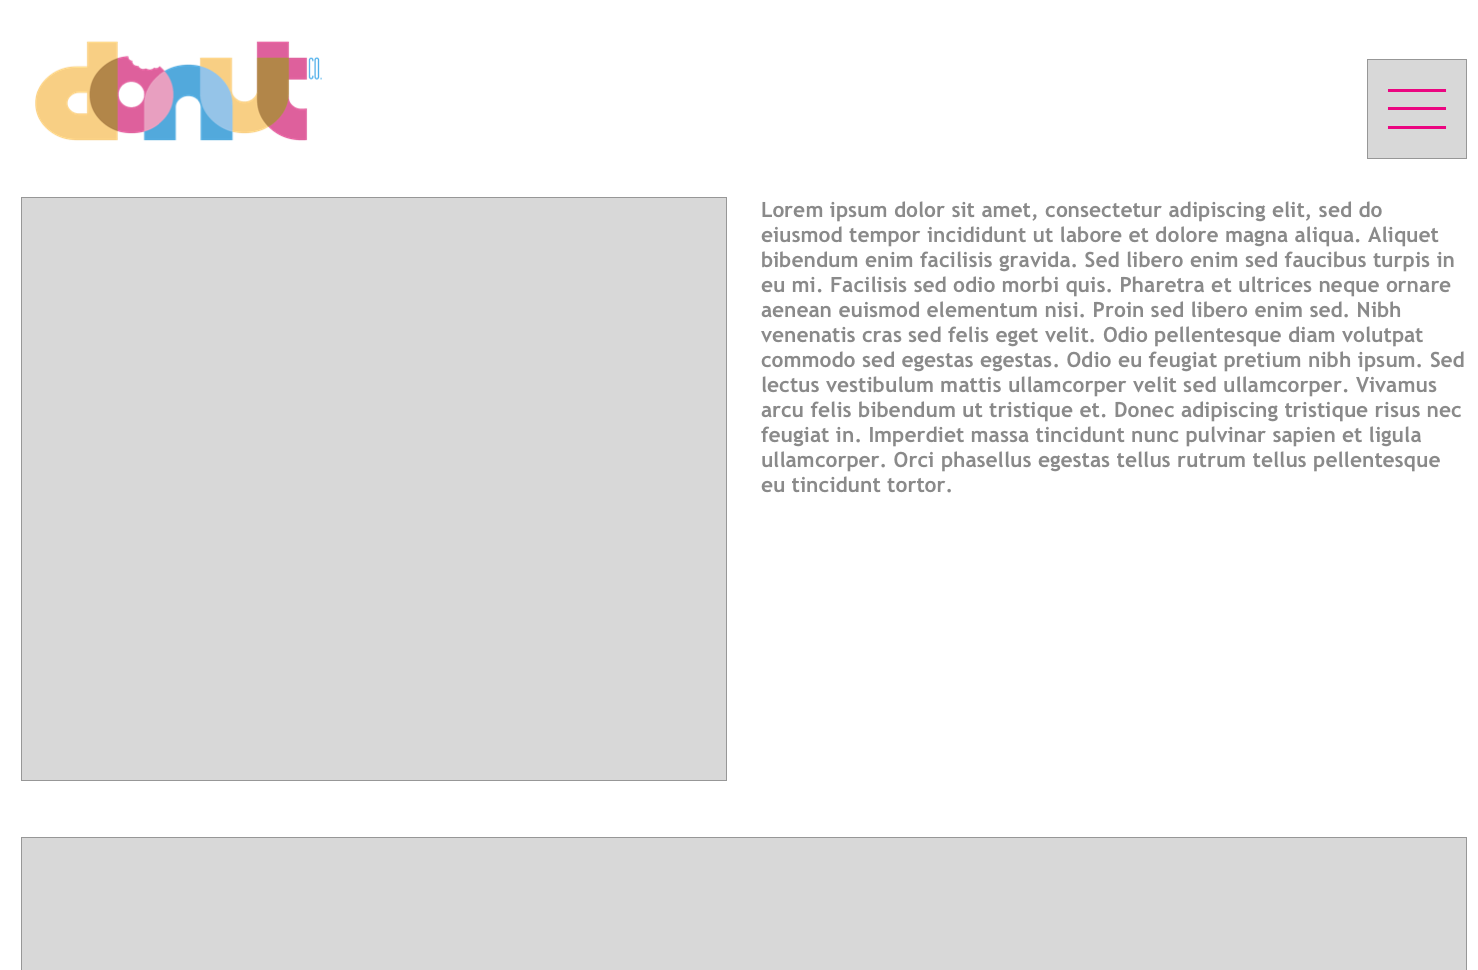 donut co.
Lorem ipsum dolor sit amet, consectetur adipiscing elit, sed do
eiusmod tempor incididunt ut labore et dolore magna aliqua. Aliquet
bibendum enim facilisis gravida. Sed libero enim sed faucibus turpis in
eu mi. Facilisis sed odio morbi quis. Pharetra et ultrices neque ornare
aenean euismod elementum nisi. Proin sed libero enim sed. Nibh
venenatis cras sed felis eget velit. Odio pellentesque diam volutpat
commodo sed egestas egestas. Odio eu feugiat pretium nibh ipsum. Sed
lectus vestibulum mattis ullamcorper velit sed ullamcorper. Vivamus
arcu felis bibendum ut tristique et. Donec adipiscing tristique risus nec
feugiat in. Imperdiet massa tincidunt nunc pulvinar sapien et ligula
ullamcorper. Orci phasellus egestas tellus rutrum tellus pellentesque
eu tincidunt tortor.